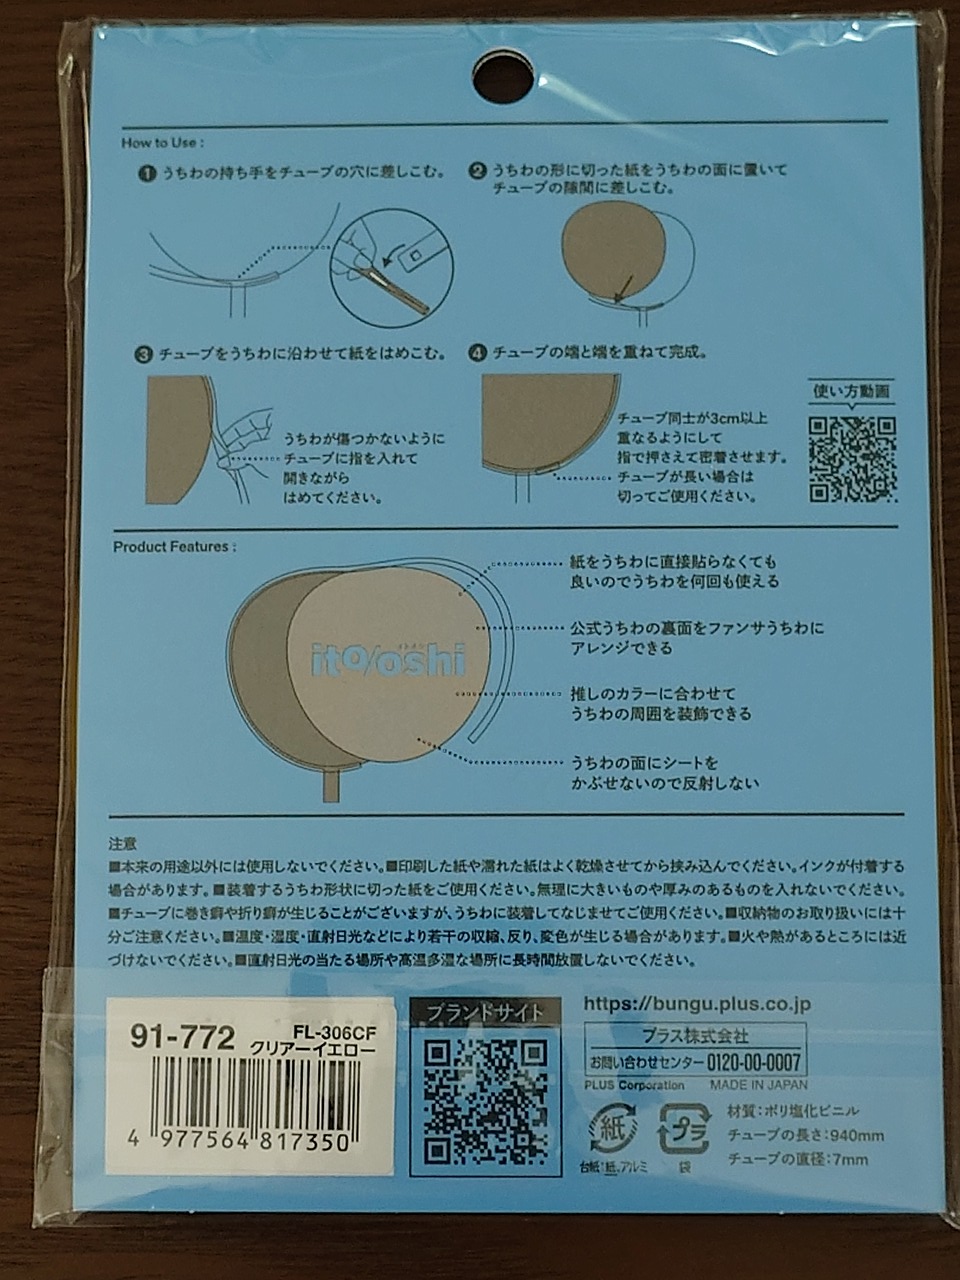 How to Use :
❶ うちわの持ち手をチューブの穴に差しこむ。
❷ うちわの形に切った紙をうちわの面に置いて
チューブの隙間に差しこむ。
❸ チューブをうちわに沿わせて紙をはめこむ。
うちわが傷つかないように
チューブに指を入れて
開きながら
はめてください。
❹ チューブの端と端を重ねて完成。
チューブ同士が3cm以上
重なるようにして
指で押さえて密着させます。
チューブが長い場合は
切ってご使用ください。
使い方動画
Product Features :
紙をうちわに直接貼らなくても
良いのでうちわを何回も使える
公式うちわの裏面をファンサうちわに
アレンジできる
推しのカラーに合わせて
うちわの周囲を装飾できる
うちわの面にシートを
かぶせないので反射しない
ito/oshi
注意
■本来の用途以外には使用しないでください。■印刷した紙や濡れた紙はよく乾燥させてから挟み込んでください。インクが付着する
場合があります。■装着するうちわ形状に切った紙をご使用ください。無理に大きいものや厚みのあるものを入れないでください。
■チューブに巻き癖や折り癖が生じることがございますが、うちわに装着してなじませてご使用ください。■収納物のお取り扱いには十
分ご注意ください。■温度・湿度・直射日光などにより若干の収縮、反り、変色が生じる場合があります。■火や熱があるところには近
づけないでください。■直射日光の当たる場所や高温多湿な場所に長時間放置しないでください。
91-772
FL-306CF
クリアーイエロー
4 977564 817350
ブランドサイト
https://bungu.plus.co.jp
プラス株式会社
お問い合わせセンター 0120-00-0007
PLUS Corporation MADE IN JAPAN
紙
台紙:紙、アルミ
プラ
袋
材質:ポリ塩化ビニル
チューブの長さ:940mm
チューブの直径:7mm